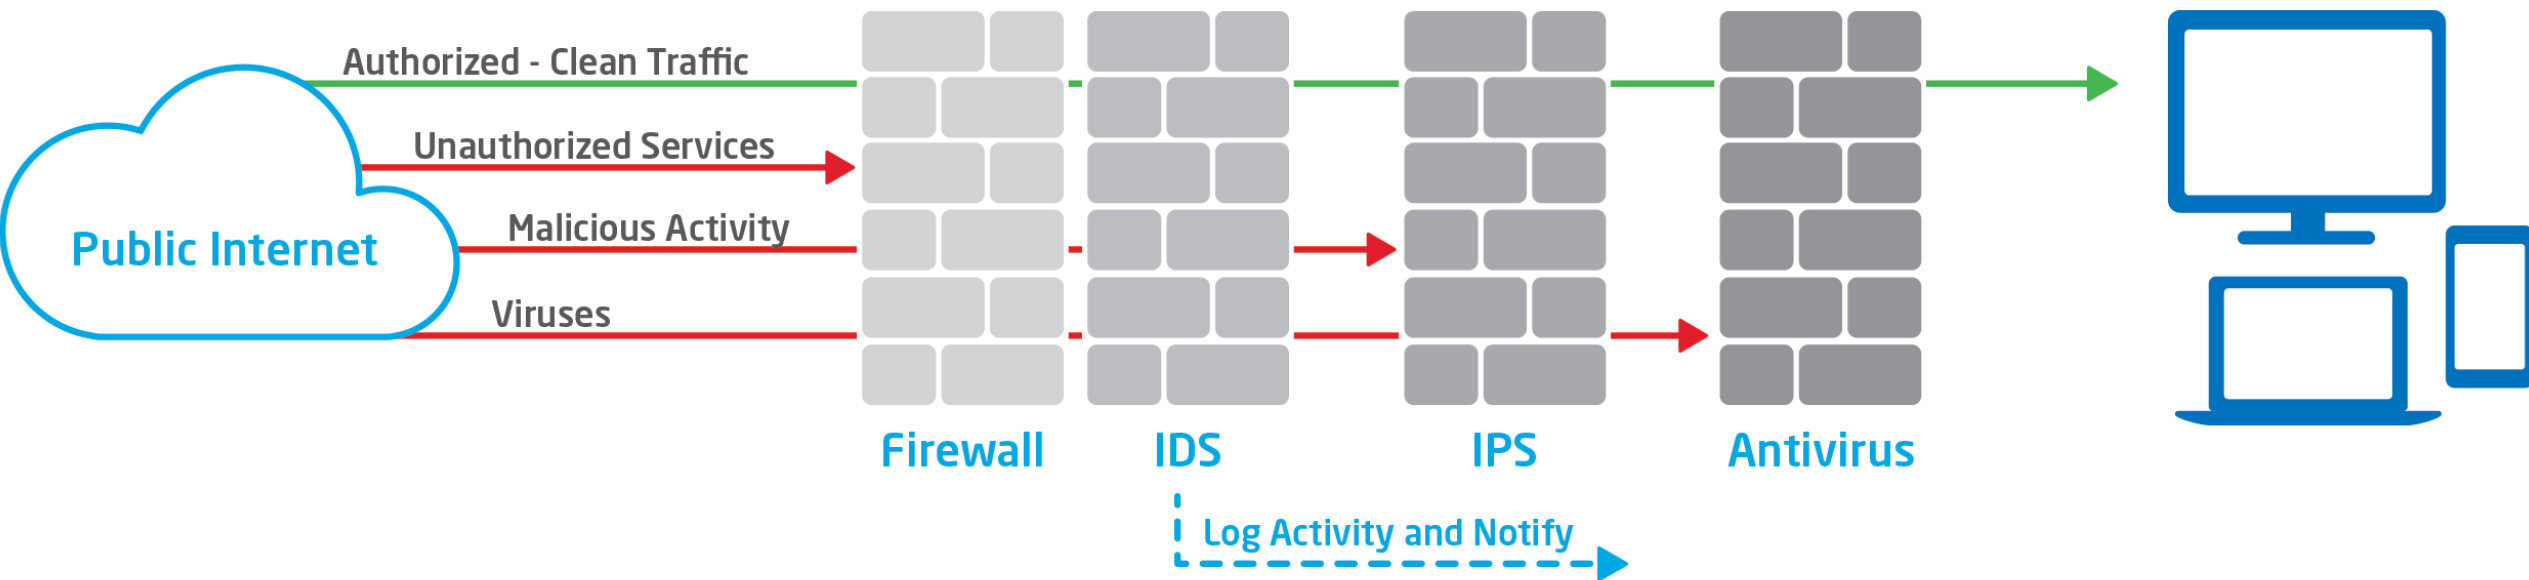 Authorized - Clean Traffic
Unauthorized Services
Malicious Activity
Public Internet
Viruses
Firewall
IDS
IPS
Antivirus
Log Activity and Notify